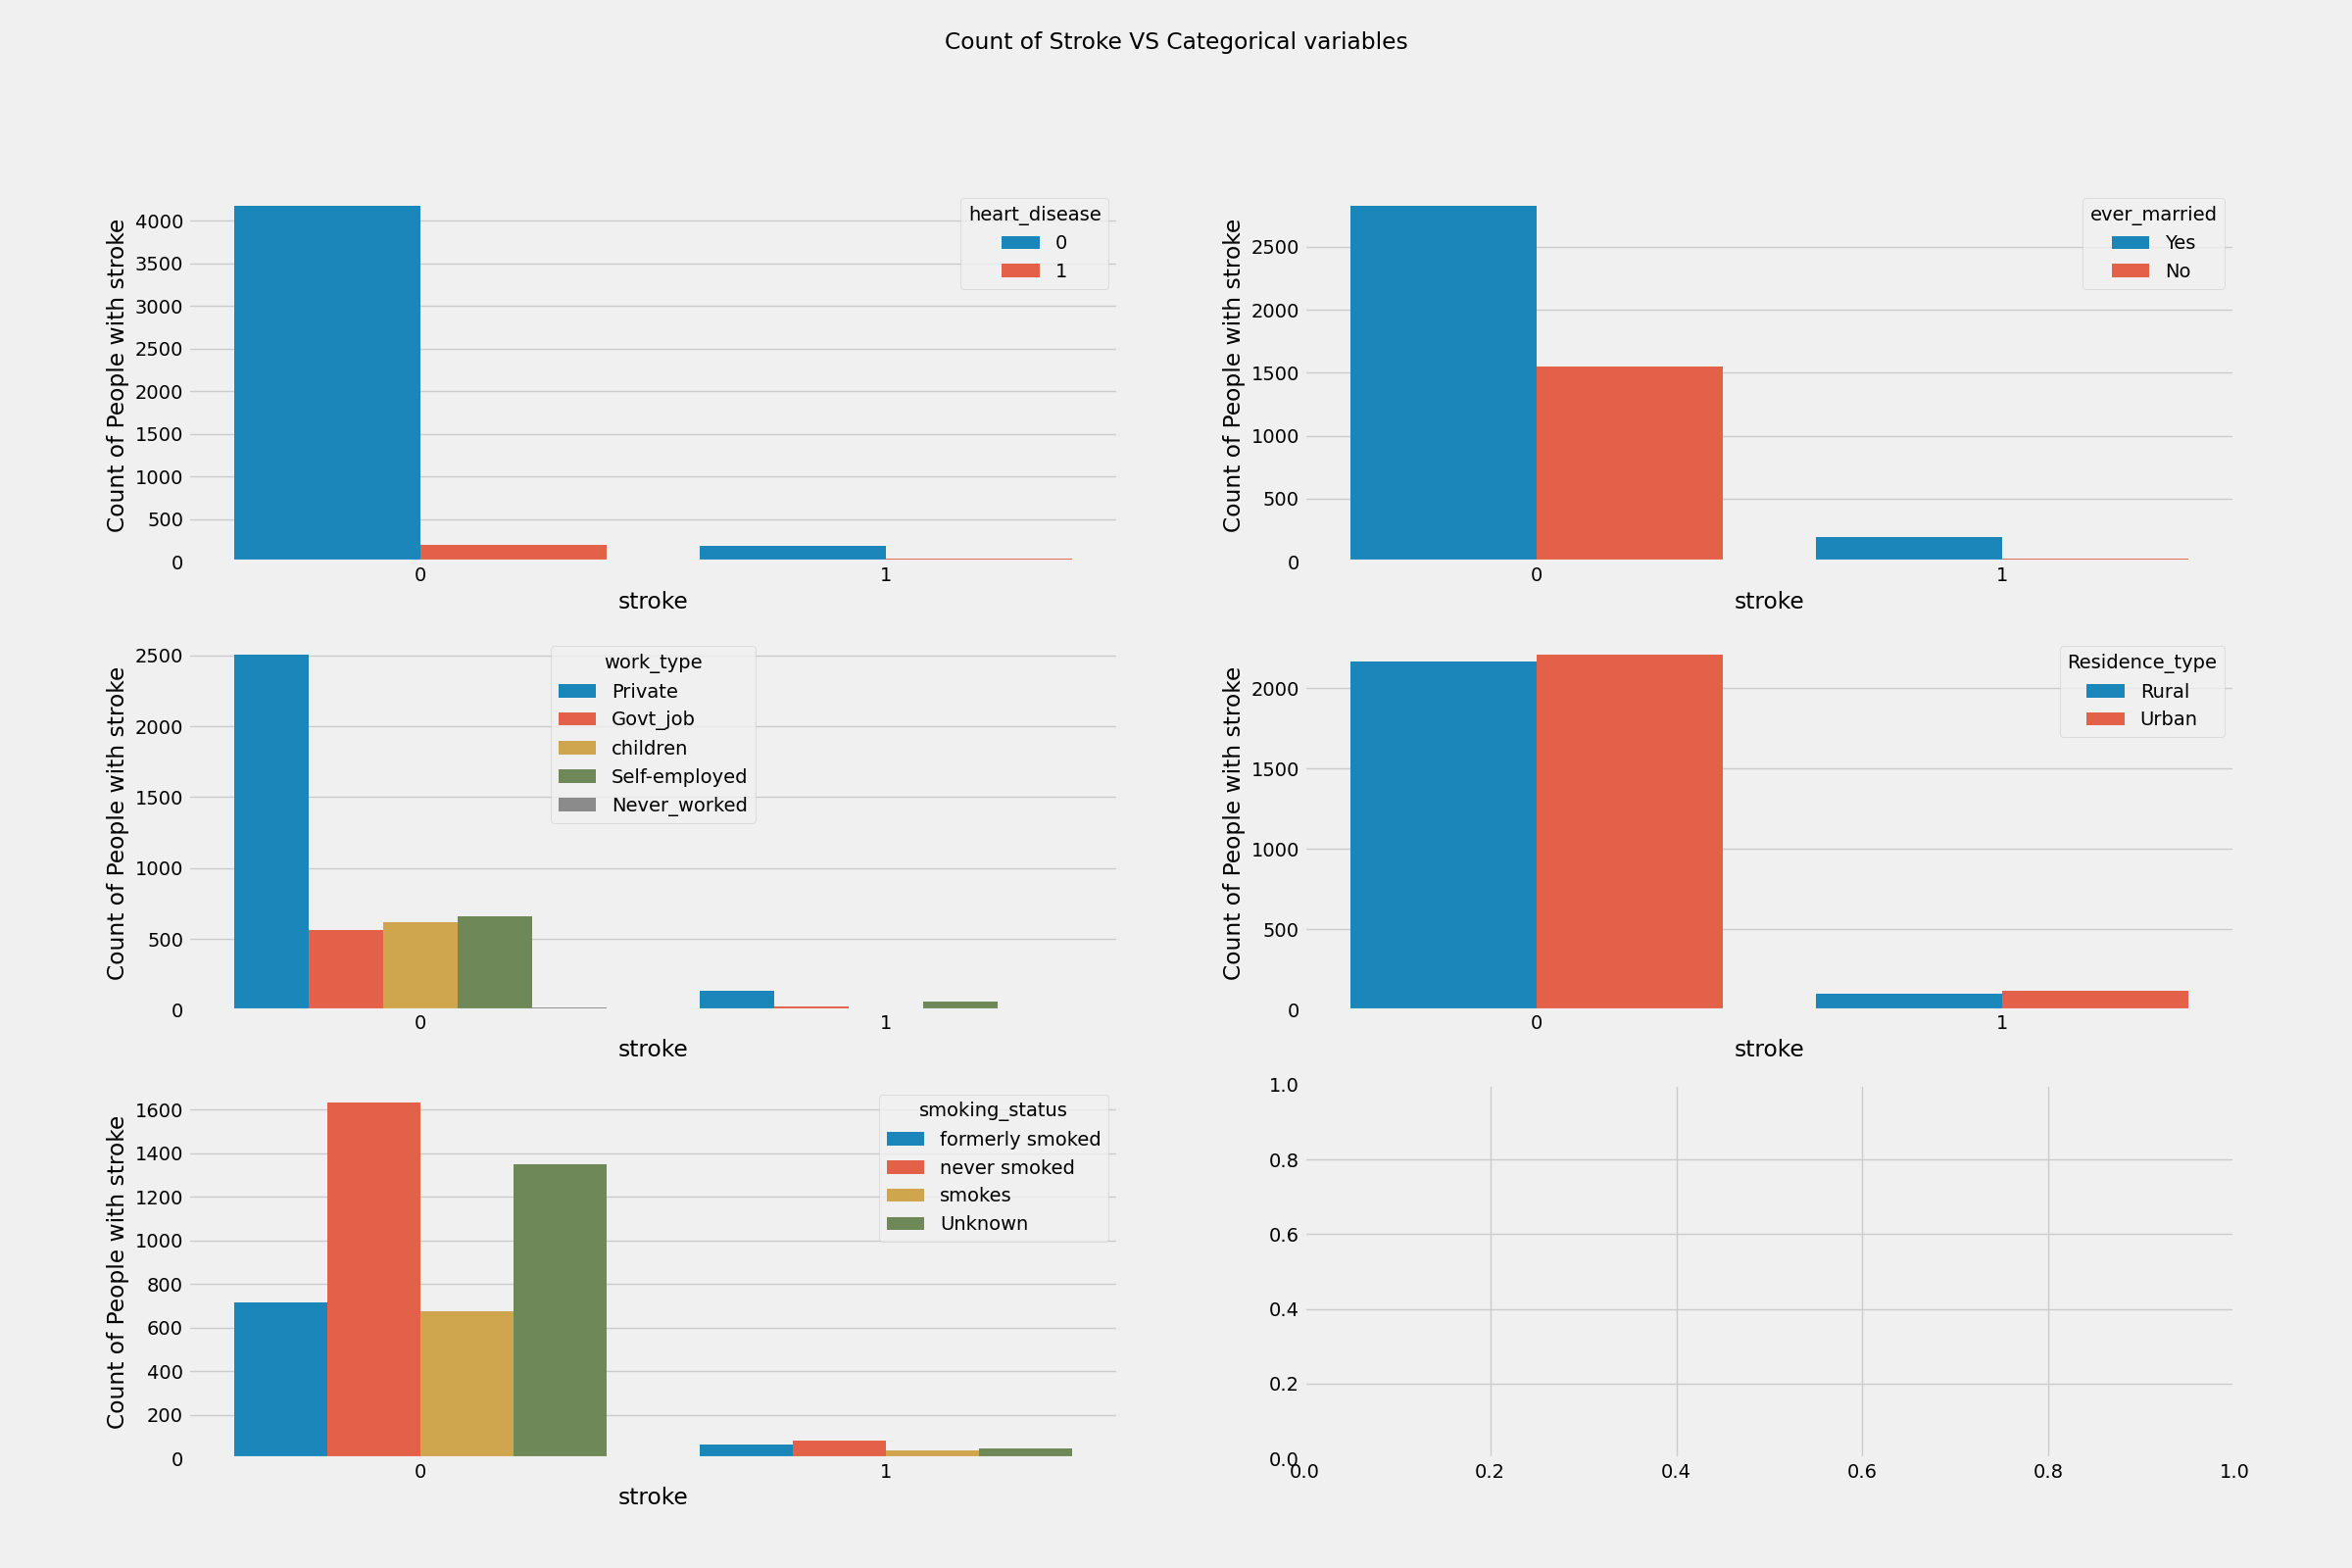 Count of Stroke VS Categorical variables
Count of People with stroke
4000
3500
3000
2500
2000
1500
1000
500
0
0 1
stroke
heart_disease
0
1
Count of People with stroke
2500
2000
1500
1000
500
0
0 1
stroke
ever_married
Yes
No
Count of People with stroke
2500
2000
1500
1000
500
0
0 1
stroke
work_type
Private
Govt_job
children
Self-employed
Never_worked
Count of People with stroke
2000
1500
1000
500
0
0 1
stroke
Residence_type
Rural
Urban
Count of People with stroke
1600
1400
1200
1000
800
600
400
200
0
0 1
stroke
smoking_status
formerly smoked
never smoked
smokes
Unknown
1.0
0.8
0.6
0.4
0.2
0.0
0.0 0.2 0.4 0.6 0.8 1.0